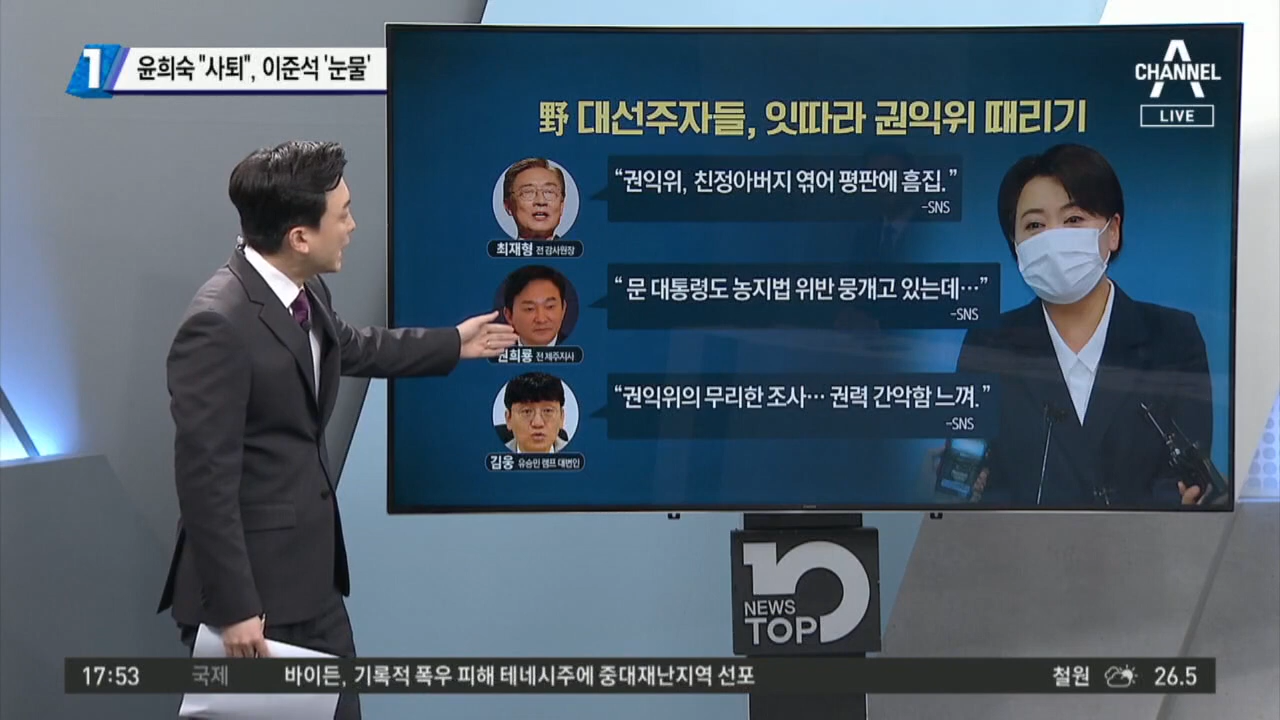 1 윤희숙 "사퇴", 이준석 '눈물'
CHANNEL A
LIVE
野 대선주자들, 잇따라 권익위 때리기
“권익위, 친정아버지 엮어 평판에 흠집.”
-SNS
최재형 전 감사원장
“ 문 대통령도 농지법 위반 뭉개고 있는데…”
-SNS
원희룡 전 제주지사
“권익위의 무리한 조사… 권력 간악함 느껴.”
-SNS
김웅 유승민 캠프 대변인
NEWS
TOP
10
17:53 국제 바이든, 기록적 폭우 피해 테네시주에 중대재난지역 선포 철원 26.5